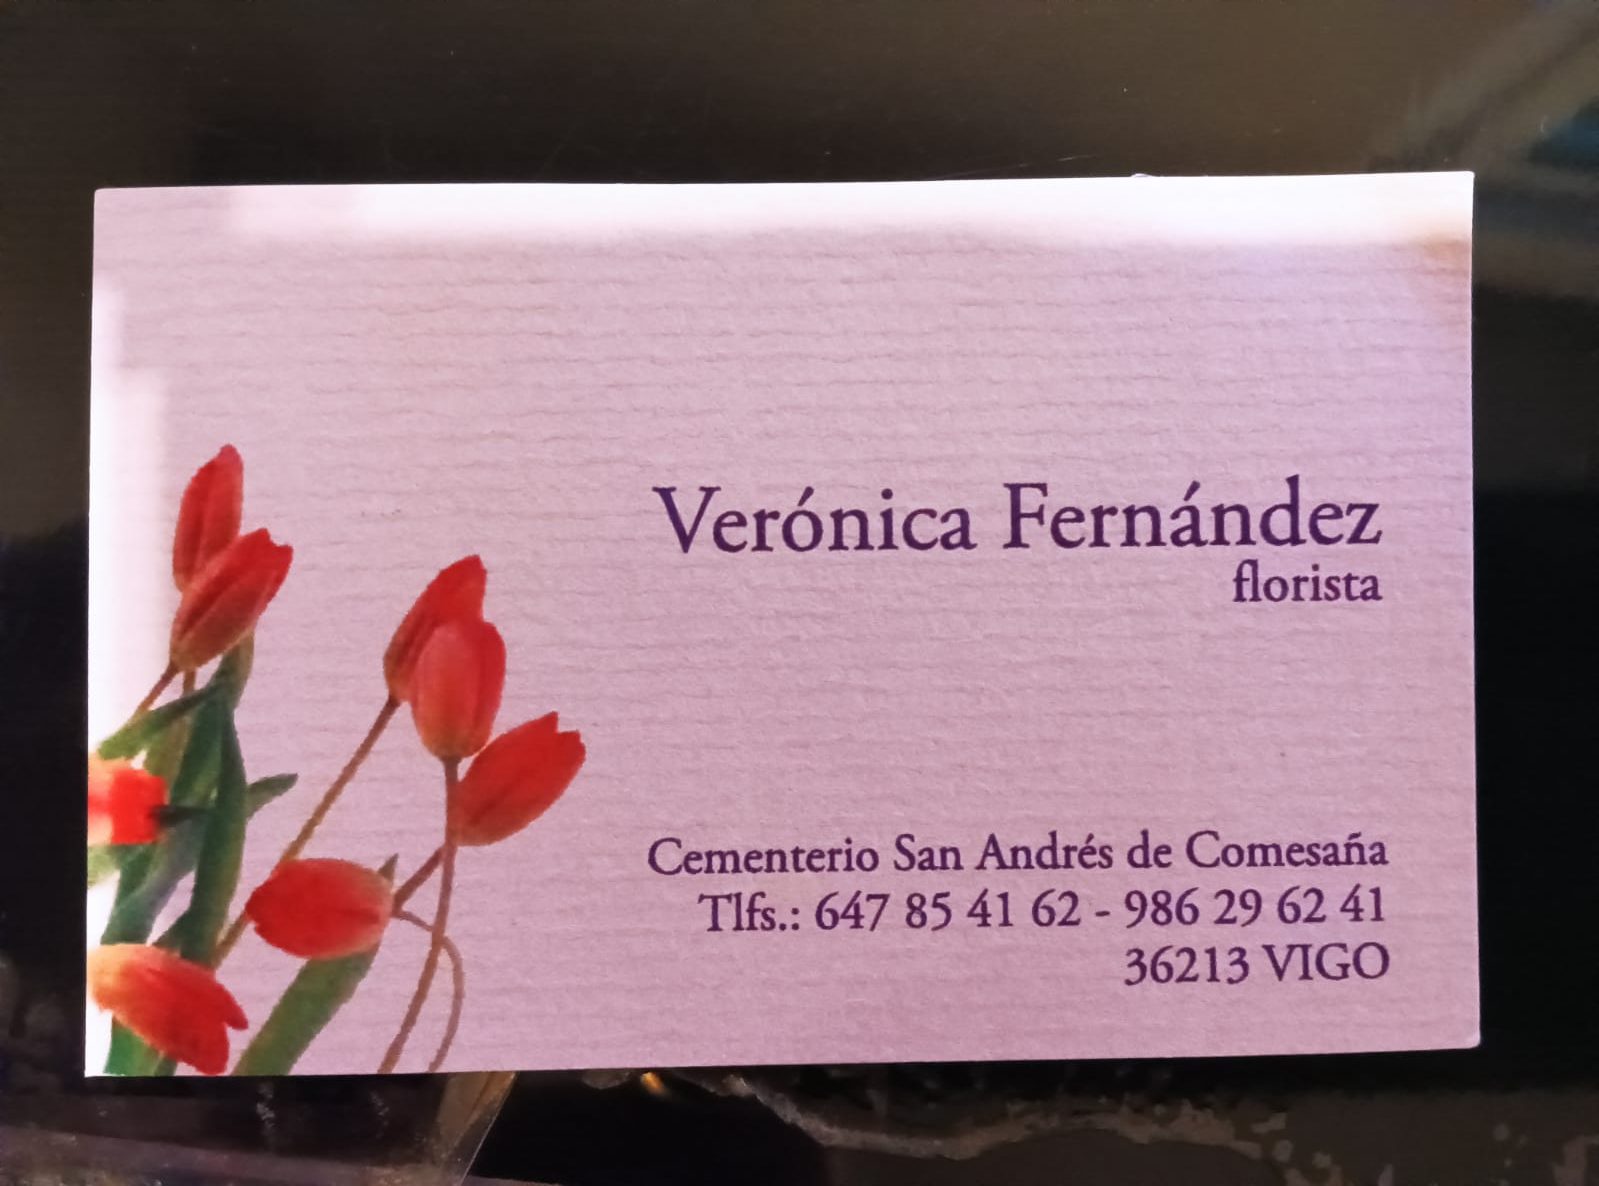 Verónica Fernández
florista
Cementerio San Andrés de Comesaña
Tlfs.: 647 85 41 62 - 986 29 62 41
36213 VIGO